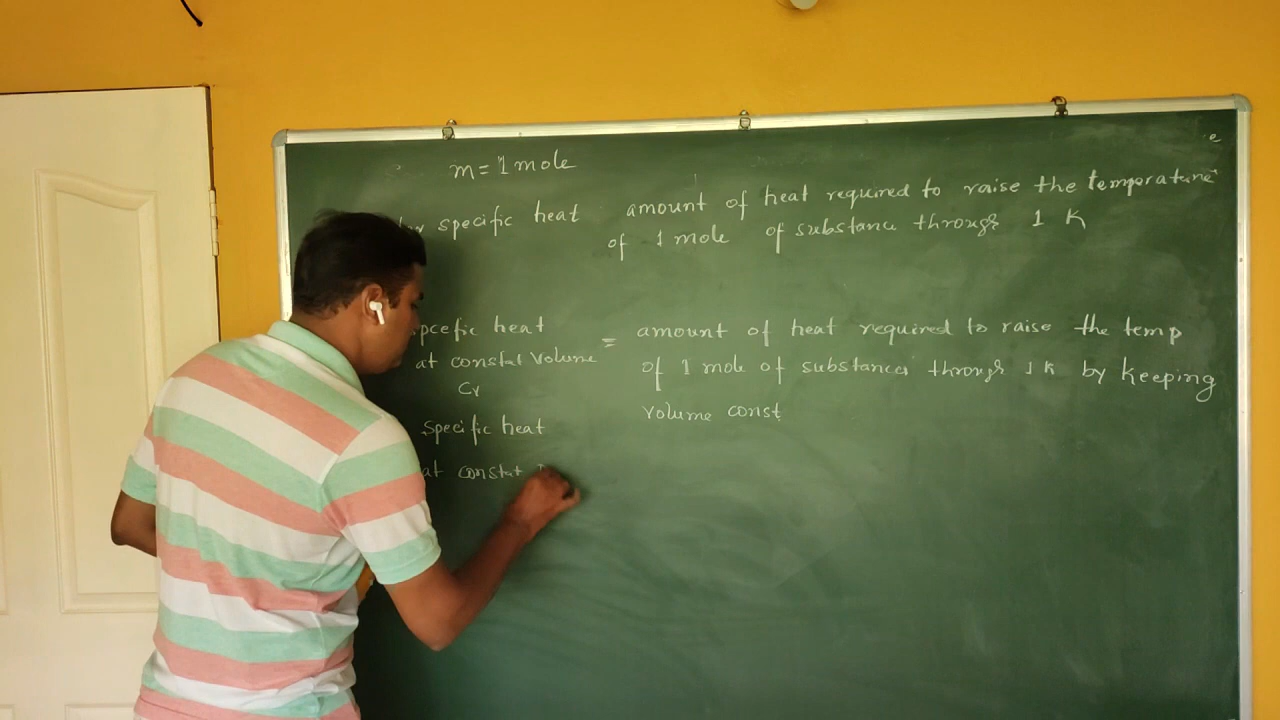 m = 1 mole
specific heat amount of heat required to raise the temperature
of 1 mole of substance through 1 K
pcefic heat = amount of heat required to raise the temp
at constat volume of 1 mole of substances through 1 K by keeping
Cv volume const
specific heat
at constat